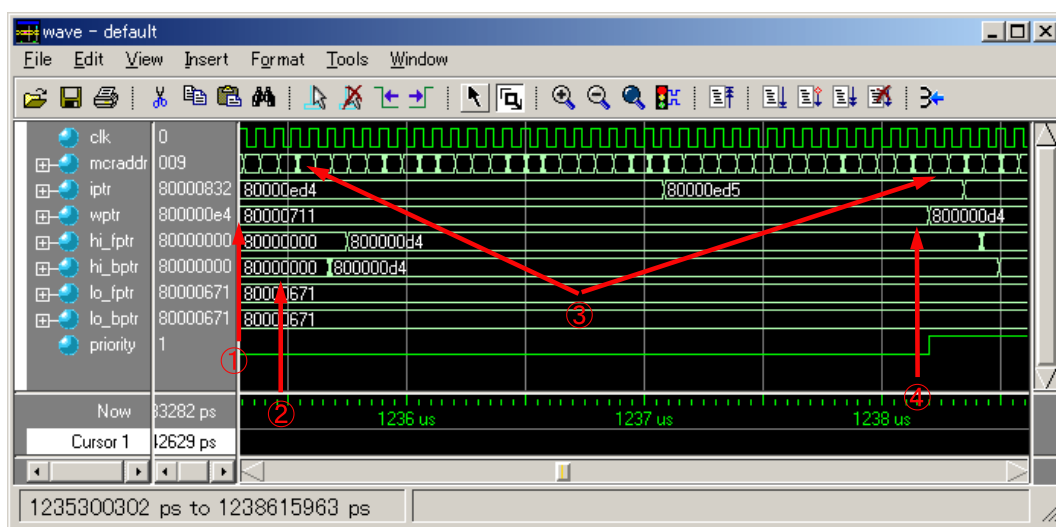 wave - default
File Edit View Insert Format Tools Window
clk 0
mcraddr 009
iptr 80000832 80000ed4 80000ed5
wptr 800000e4 80000711 800000d4
hi_fptr 80000000 80000000 800000d4
hi_bptr 80000000 80000000 800000d4
lo_fptr 80000671 80000671
lo_bptr 80000671 80000671
priority 1
① ② ③ ④
Now 33282 ps
1236 us 1237 us 1238 us
Cursor 1 42629 ps
1235300302 ps to 1238615963 ps